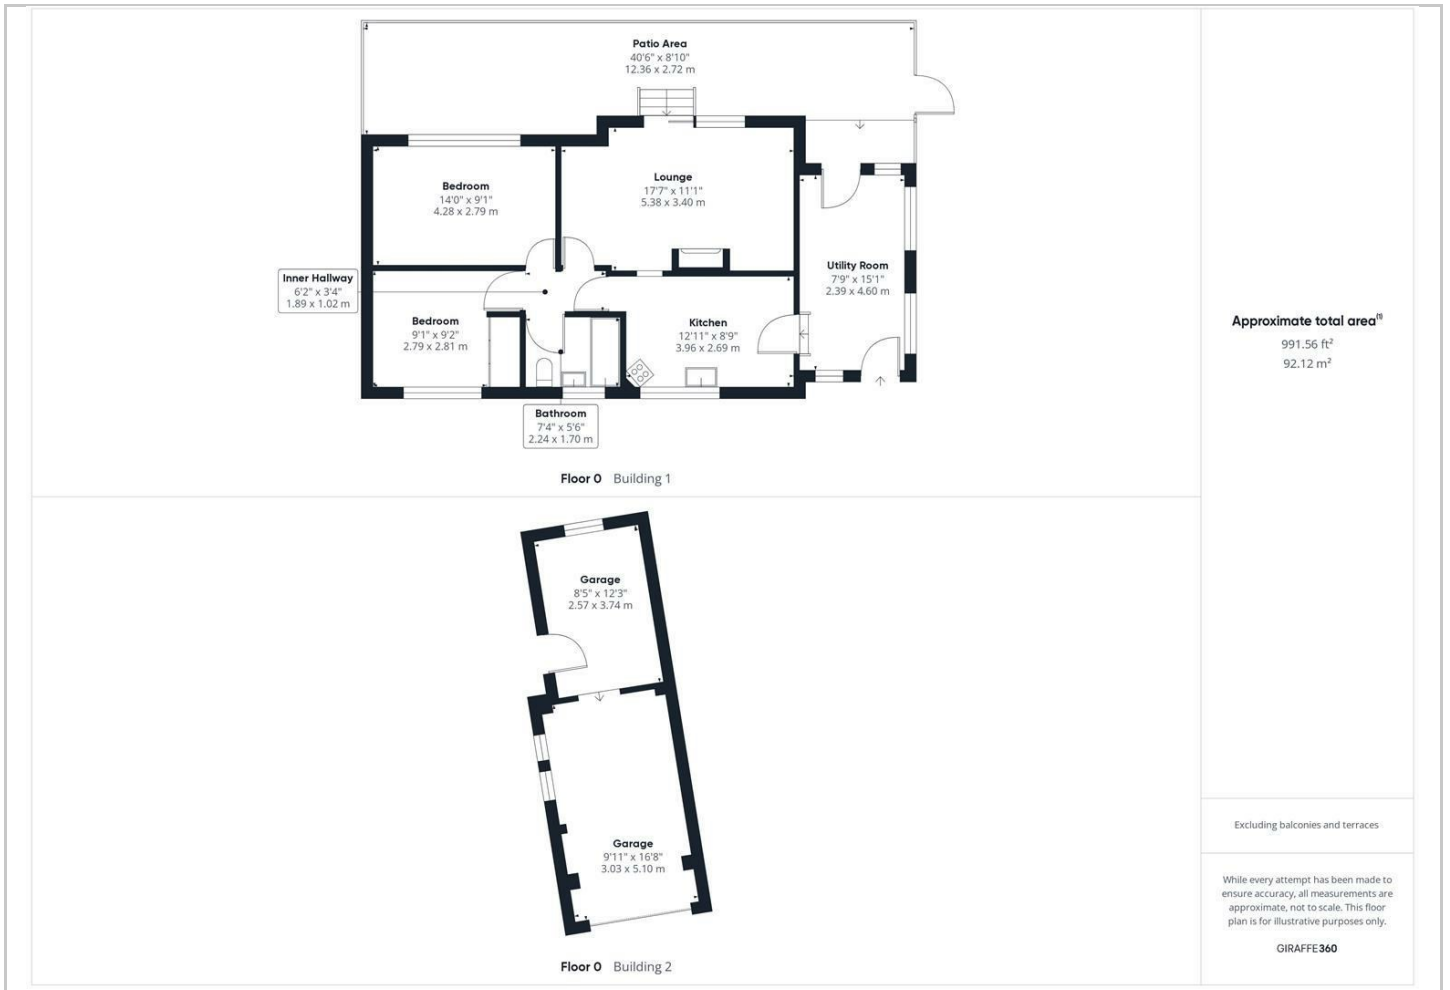 Patio Area
40'6" x 8'10"
12.36 x 2.72 m
Bedroom
14'0" x 9'1"
4.28 x 2.79 m
Lounge
17'7" x 11'1"
5.38 x 3.40 m
Utility Room
7'9" x 15'1"
2.39 x 4.60 m
Inner Hallway
6'2" x 3'4"
1.89 x 1.02 m
Bedroom
9'1" x 9'2"
2.79 x 2.81 m
Kitchen
12'11" x 8'9"
3.96 x 2.69 m
Bathroom
7'4" x 5'6"
2.24 x 1.70 m
Floor 0 Building 1
Garage
8'5" x 12'3"
2.57 x 3.74 m
Garage
9'11" x 16'8"
3.03 x 5.10 m
Floor 0 Building 2
Approximate total area⁽¹⁾
991.56 ft²
92.12 m²
Excluding balconies and terraces
While every attempt has been made to
ensure accuracy, all measurements are
approximate, not to scale. This floor
plan is for illustrative purposes only.
GIRAFFE360